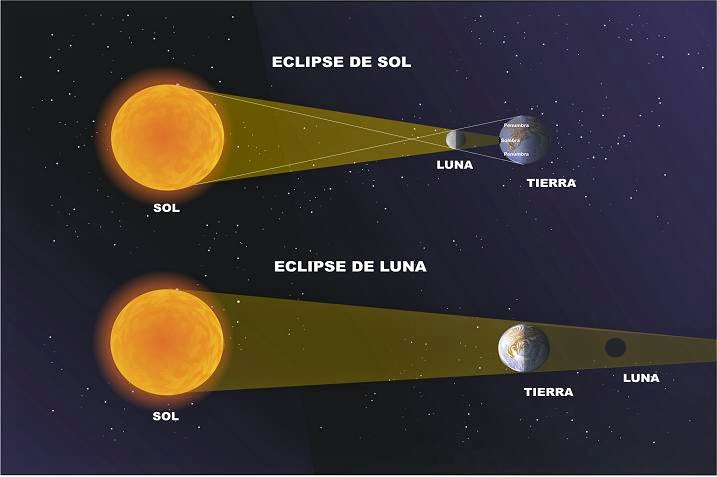 ECLIPSE DE SOL
Penumbra
Sombra
Penumbra
LUNA
TIERRA
SOL
ECLIPSE DE LUNA
LUNA
TIERRA
SOL